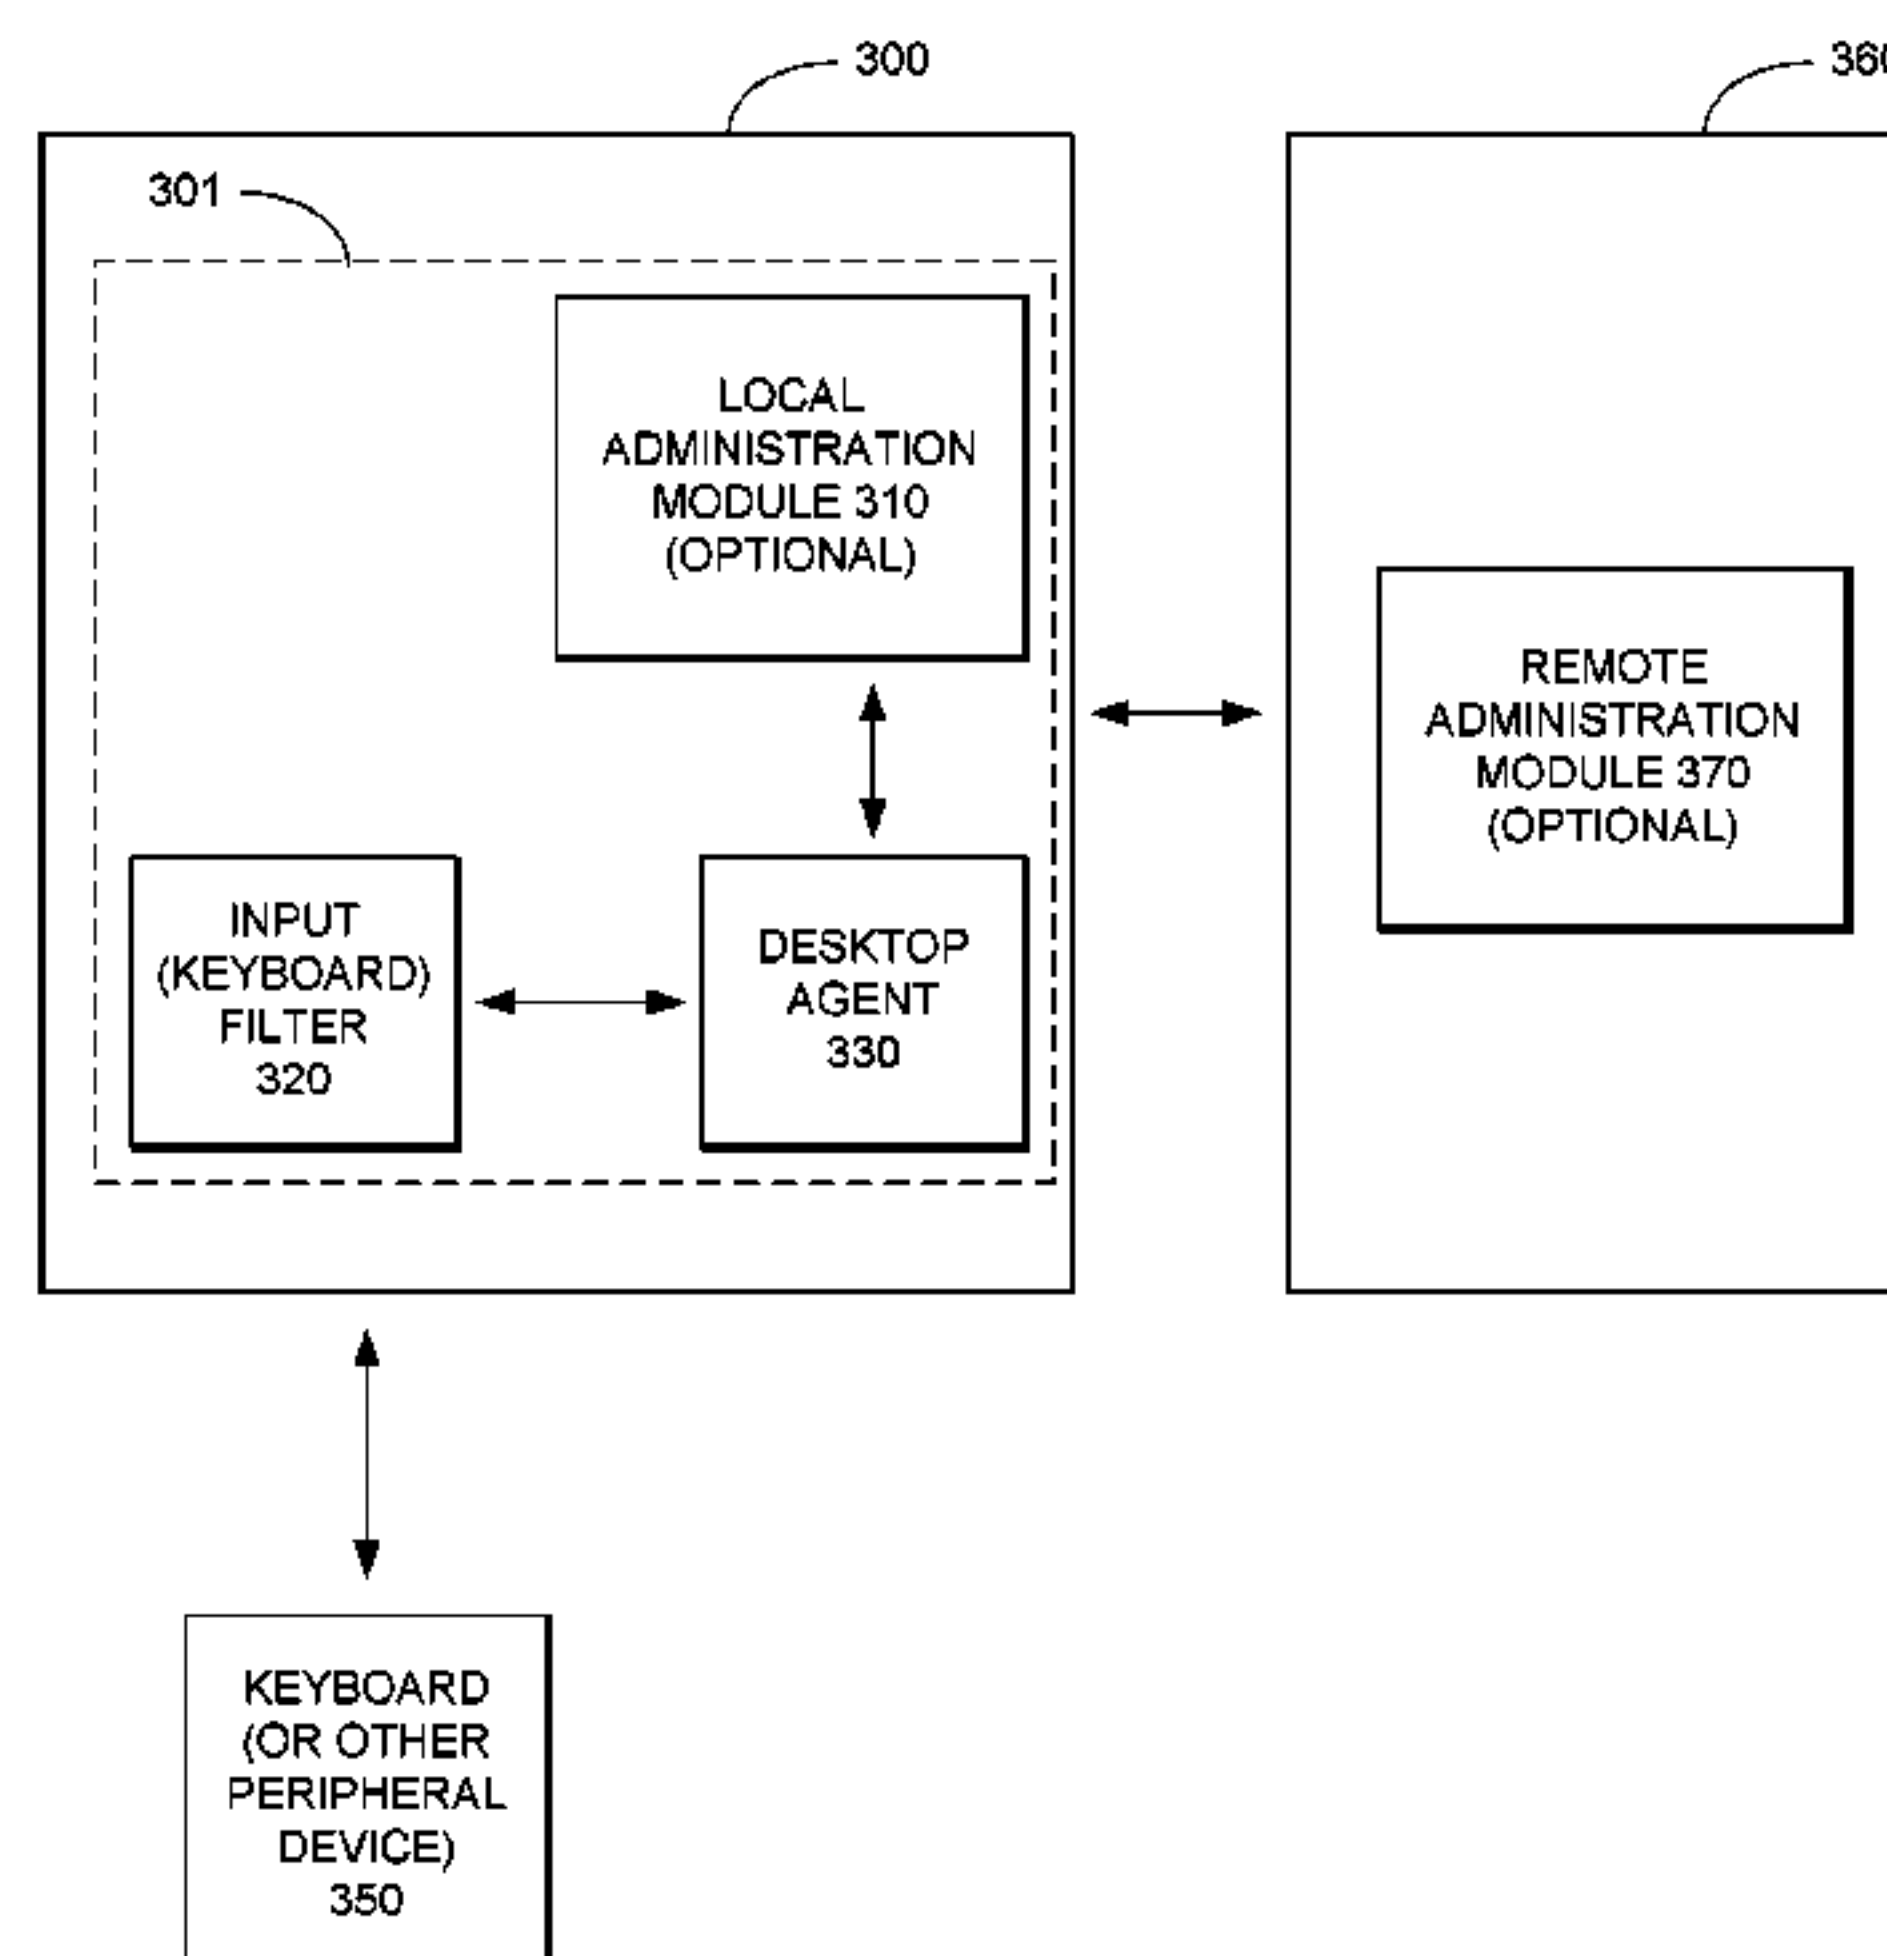 300
301
LOCAL
ADMINISTRATION
MODULE 310
(OPTIONAL)
INPUT
(KEYBOARD)
FILTER
320
DESKTOP
AGENT
330
REMOTE
ADMINISTRATION
MODULE 370
(OPTIONAL)
KEYBOARD
(OR OTHER
PERIPHERAL
DEVICE)
350